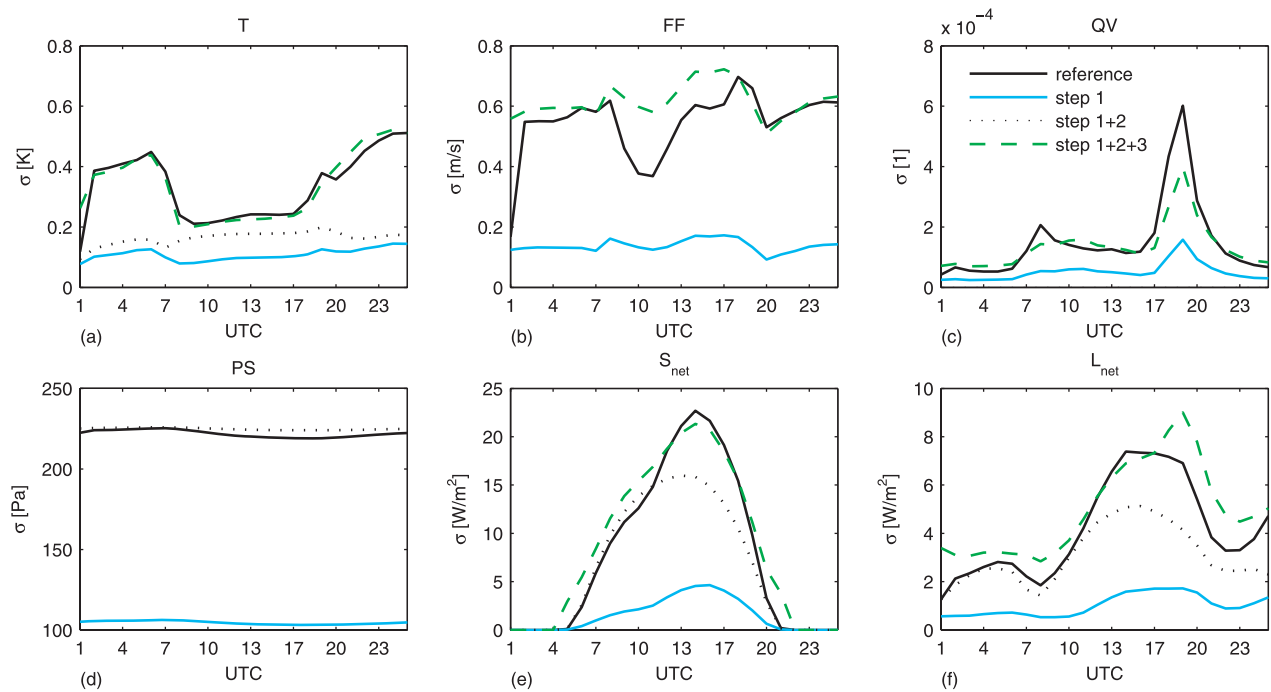 T
0.8
0.6
0.4
0.2
0
σ [K]
1 4 7 10 13 17 20 23
UTC
(a)
FF
0.8
0.6
0.4
0.2
0
σ [m/s]
1 4 7 10 13 17 20 23
UTC
(b)
x 10⁻⁴
QV
8
6
4
2
0
σ [1]
reference
step 1
step 1+2
step 1+2+3
1 4 7 10 13 17 20 23
UTC
(c)
PS
250
200
150
100
σ [Pa]
1 4 7 10 13 17 20 23
UTC
(d)
Sₙₑₜ
25
20
15
10
5
0
σ [W/m²]
1 4 7 10 13 17 20 23
UTC
(e)
Lₙₑₜ
10
8
6
4
2
0
σ [W/m²]
1 4 7 10 13 17 20 23
UTC
(f)